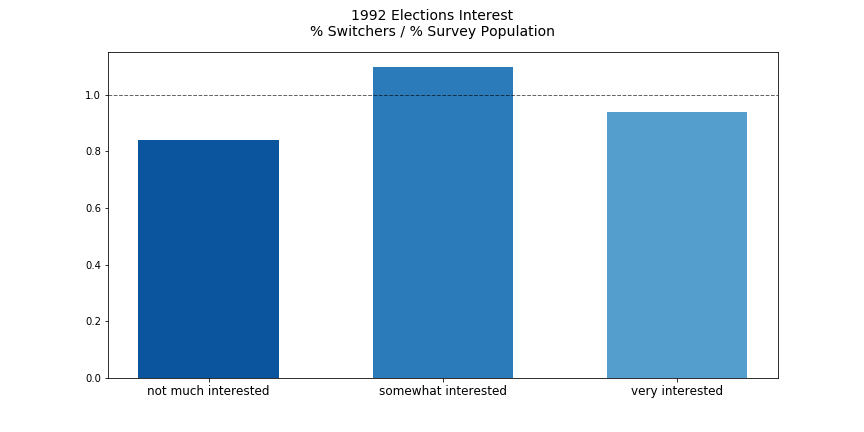 1992 Elections Interest
% Switchers / % Survey Population
1.0
0.8
0.6
0.4
0.2
0.0
not much interested
somewhat interested
very interested